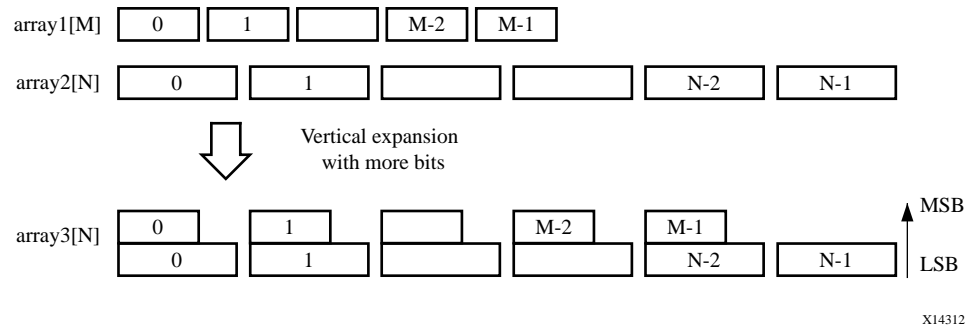 array1[M] 0 1 M-2 M-1
array2[N] 0 1 N-2 N-1
Vertical expansion
with more bits
MSB
0 1 M-2 M-1
array3[N]
0 1 N-2 N-1
LSB
X14312